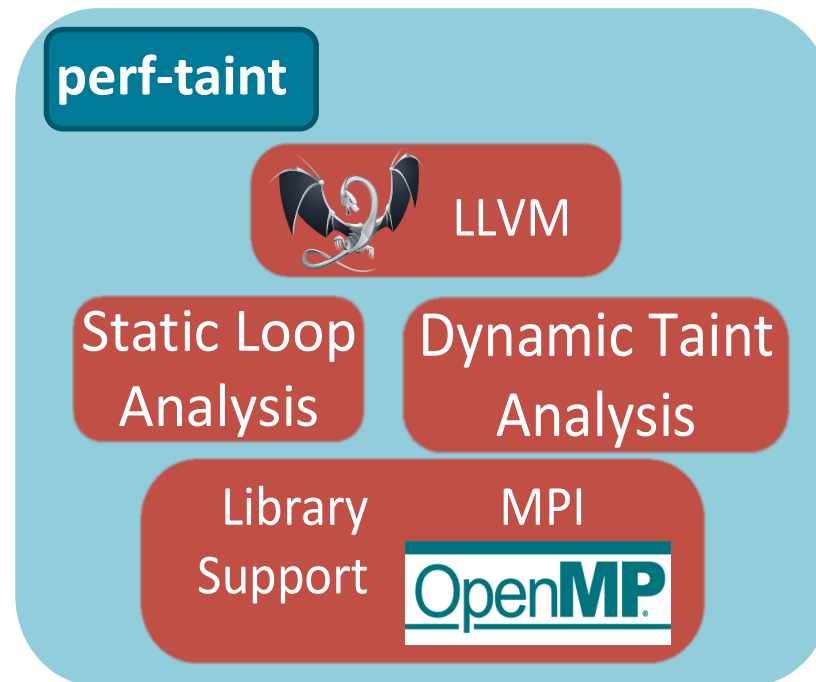 perf-taint
LLVM
Static Loop
Analysis
Dynamic Taint
Analysis
Library
Support
MPI
OpenMP®